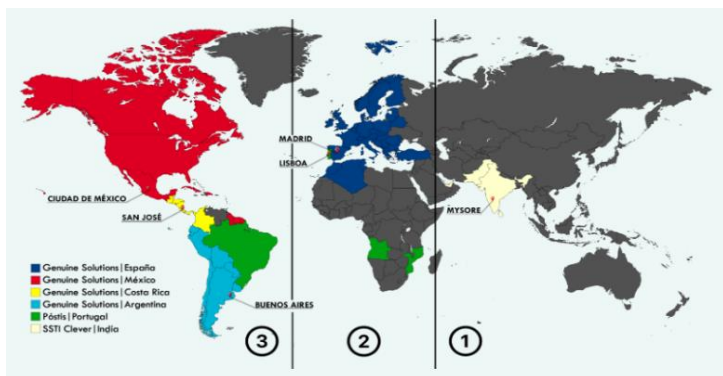 MADRID
LISBOA
CIUDAD DE MÉXICO
SAN JOSÉ
MYSORE
Genuine Solutions|España
Genuine Solutions|México
Genuine Solutions|Costa Rica
Genuine Solutions|Argentina
Póstis|Portugal
SSTI Clever|India
BUENOS AIRES
3
2
1